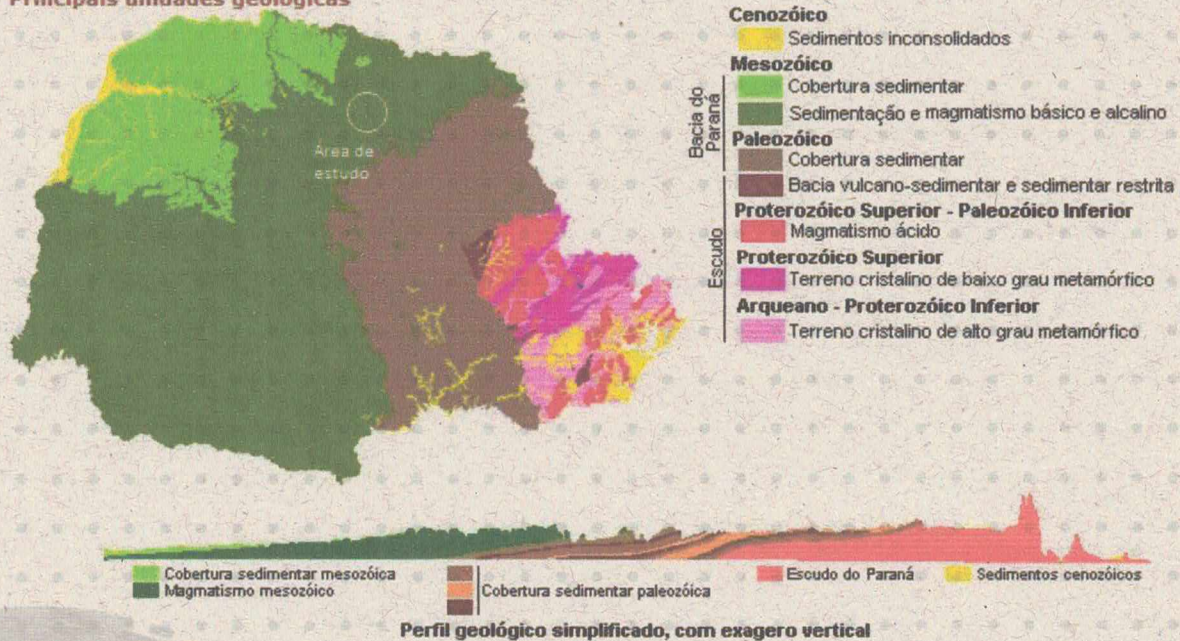 Principais unidades geológicas
Área de
estudo
Cenozóico
Sedimentos inconsolidados
Mesozóico
Cobertura sedimentar
Sedimentação e magmatismo básico e alcalino
Paleozóico
Cobertura sedimentar
Bacia vulcano-sedimentar e sedimentar restrita
Proterozóico Superior - Paleozóico Inferior
Magmatismo ácido
Proterozóico Superior
Terreno cristalino de baixo grau metamórfico
Arqueano - Proterozóico Inferior
Terreno cristalino de alto grau metamórfico
Bacia do
Paraná
Escudo
Cobertura sedimentar mesozóica
Magmatismo mesozóico
Cobertura sedimentar paleozóica
Escudo do Paraná
Sedimentos cenozóicos
Perfil geológico simplificado, com exagero vertical